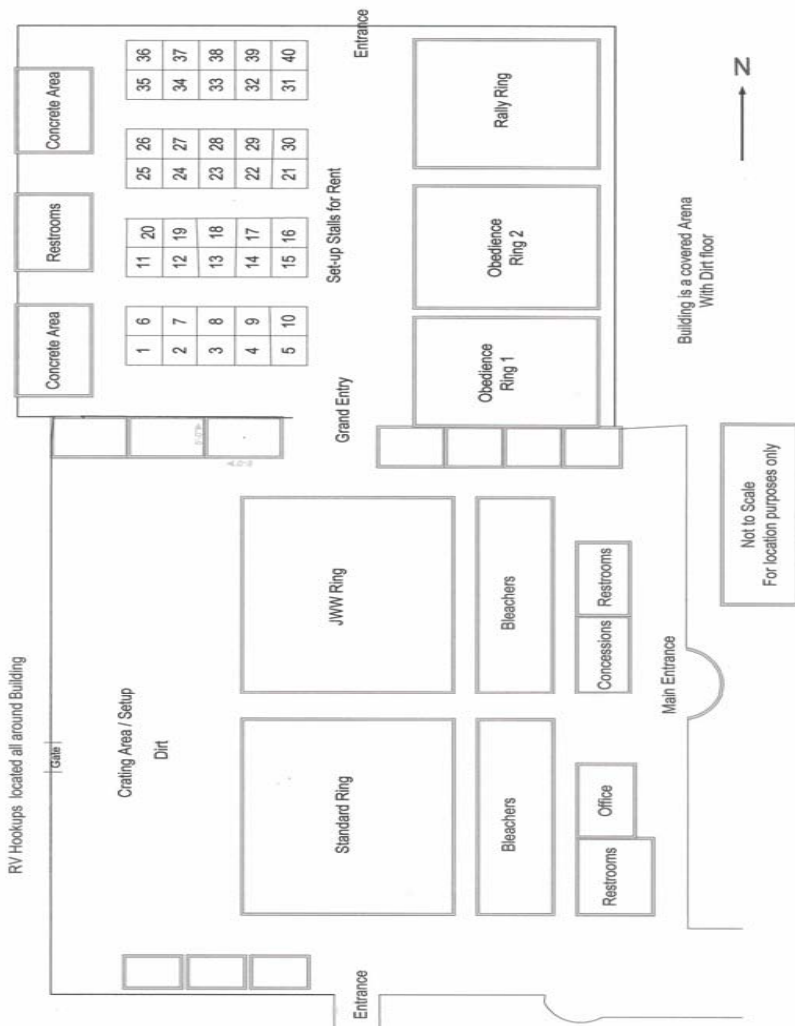 RV Hookups located all around Building
Gate
Concrete Area
Restrooms
Concrete Area
Crating Area / Setup
Dirt
1 6 11 20 25 26 35 36
2 7 12 19 24 27 34 37
3 8 13 18 23 28 33 38
4 9 14 17 22 29 32 39
5 10 15 16 21 30 31 40
Entrance
Grand Entry
Set-up Stalls for Rent
Entrance
Standard Ring
JWW Ring
Obedience
Ring 1
Obedience
Ring 2
Rally Ring
Bleachers
Bleachers
Restrooms
Office
Concessions
Restrooms
Main Entrance
Building is a covered Arena
With Dirt floor
N
Not to Scale
For location purposes only